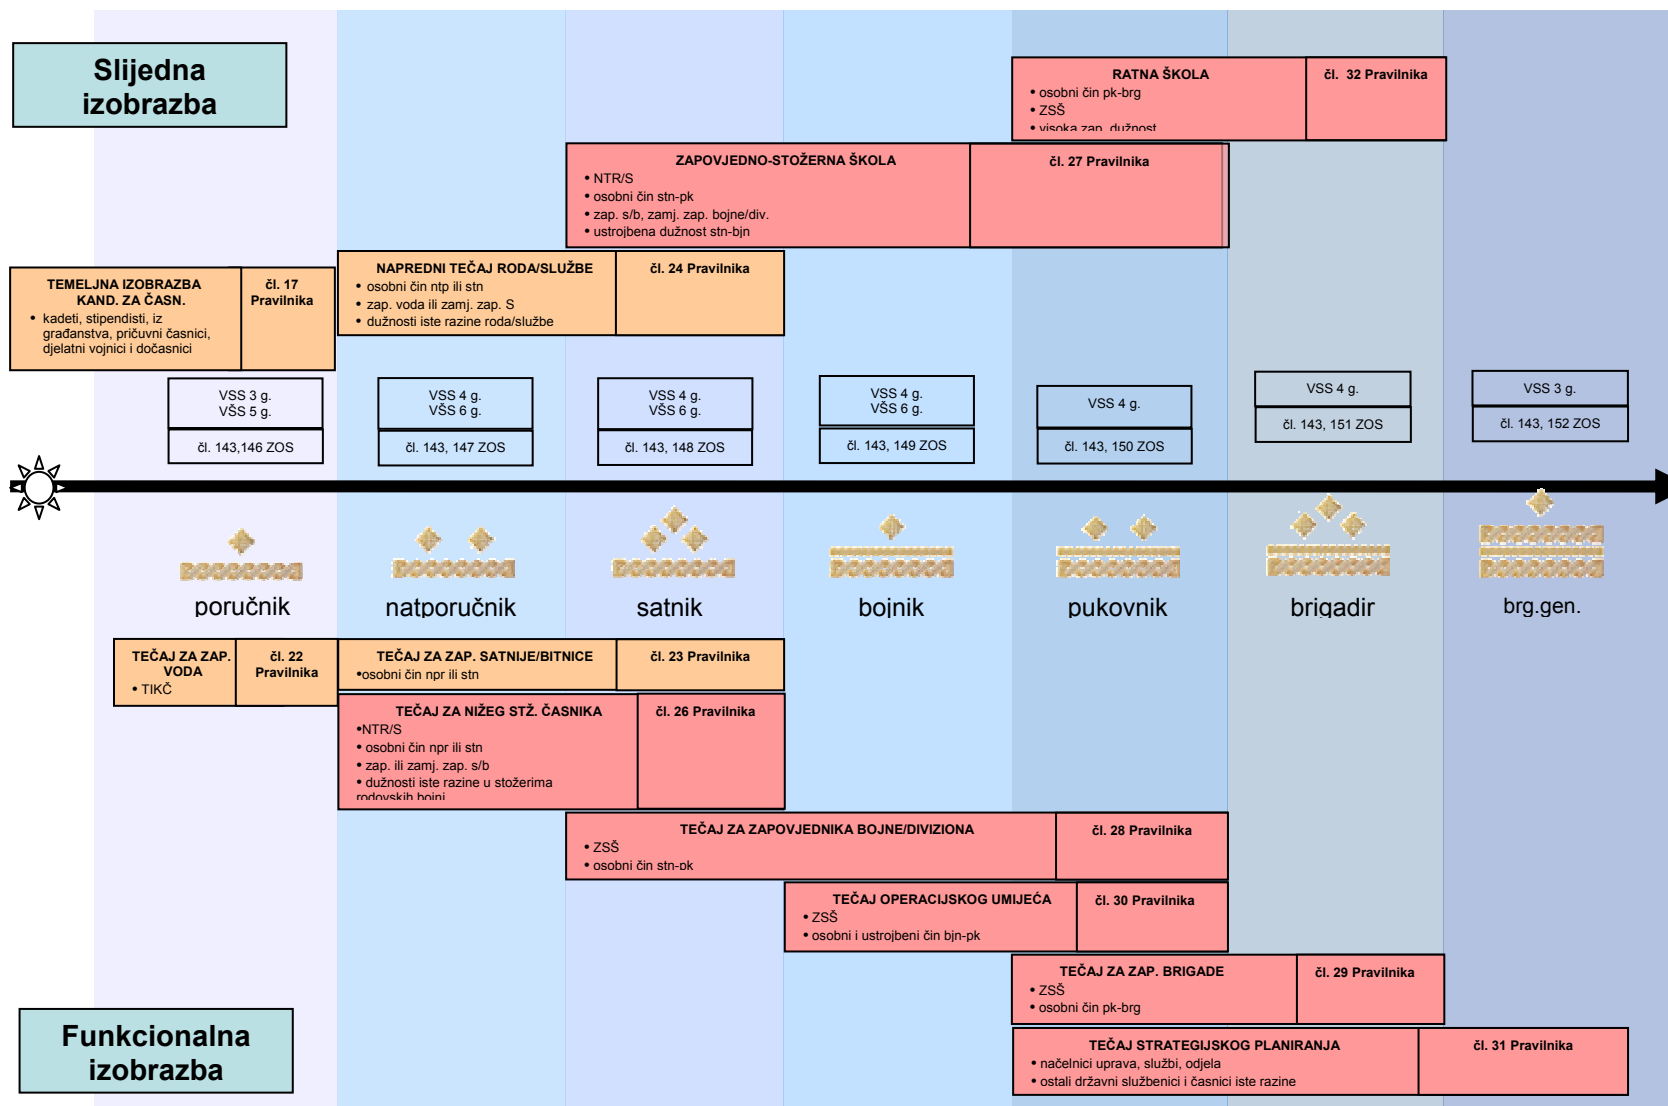 Slijedna
izobrazba
RATNA ŠKOLA
• osobni čin pk-brg
• ZSŠ
• visoka zap. dužnost
čl. 32 Pravilnika
ZAPOVJEDNO-STOŽERNA ŠKOLA
• NTR/S
• osobni čin stn-pk
• zap. s/b, zamj. zap. bojne/div.
• ustrojbena dužnost stn-bjn
čl. 27 Pravilnika
TEMELJNA IZOBRAZBA
KAND. ZA ČASN.
• kadeti, stipendisti, iz
građanstva, pričuvni časnici,
djelatni vojnici i dočasnici
čl. 17
Pravilnika
NAPREDNI TEČAJ RODA/SLUŽBE
• osobni čin ntp ili stn
• zap. voda ili zamj. zap. S
• dužnosti iste razine roda/službe
čl. 24 Pravilnika
VSS 3 g.
VŠS 5 g.
čl. 143,146 ZOS
VSS 4 g.
VŠS 6 g.
čl. 143, 147 ZOS
VSS 4 g.
VŠS 6 g.
čl. 143, 148 ZOS
VSS 4 g.
VŠS 6 g.
čl. 143, 149 ZOS
VSS 4 g.
čl. 143, 150 ZOS
VSS 4 g.
čl. 143, 151 ZOS
VSS 3 g.
čl. 143, 152 ZOS
poručnik
natporučnik
satnik
bojnik
pukovnik
brigadir
brg.gen.
TEČAJ ZA ZAP.
VODA
• TIKČ
čl. 22
Pravilnika
TEČAJ ZA ZAP. SATNIJE/BITNICE
•osobni čin npr ili stn
čl. 23 Pravilnika
TEČAJ ZA NIŽEG STŽ. ČASNIKA
•NTR/S
• osobni čin npr ili stn
• zap. ili zamj. zap. s/b
• dužnosti iste razine u stožerima
rodovskih bojni
čl. 26 Pravilnika
TEČAJ ZA ZAPOVJEDNIKA BOJNE/DIVIZIONA
• ZSŠ
• osobni čin stn-pk
čl. 28 Pravilnika
TEČAJ OPERACIJSKOG UMIJEĆA
• ZSŠ
• osobni i ustrojbeni čin bjn-pk
čl. 30 Pravilnika
TEČAJ ZA ZAP. BRIGADE
• ZSŠ
• osobni čin pk-brg
čl. 29 Pravilnika
TEČAJ STRATEGIJSKOG PLANIRANJA
• načelnici uprava, službi, odjela
• ostali državni službenici i časnici iste razine
čl. 31 Pravilnika
Funkcionalna
izobrazba